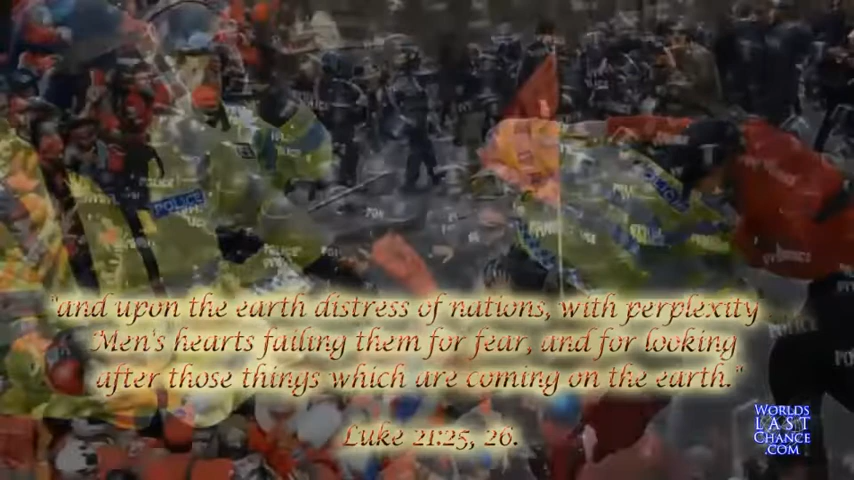 "and upon the earth distress of nations, with perplexity
"Men's hearts failing them for fear, and for looking
after those things which are coming on the earth."
Luke 21:25, 26.
WORLDS
LAST
CHANCE
.COM
POLICE
POLICE
POLICE